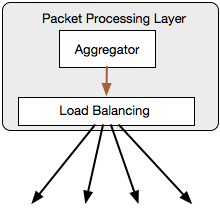 Packet Processing Layer
Aggregator
Load Balancing